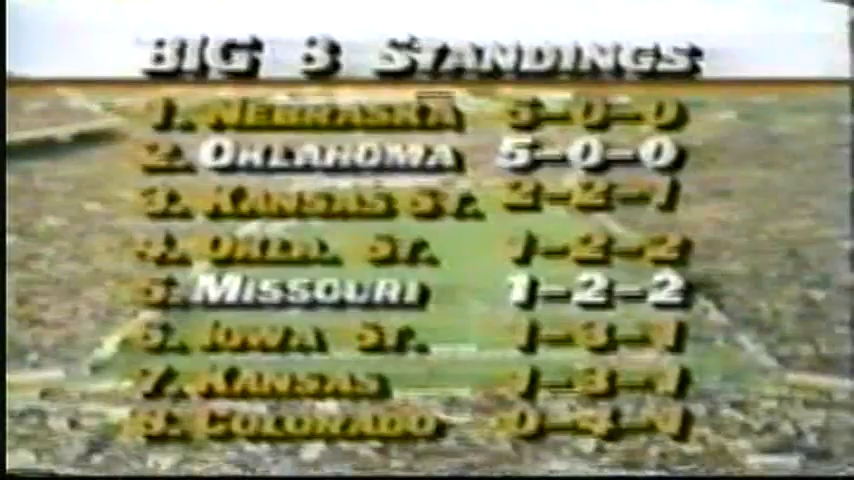 BIG 8 STANDINGS
1. NEBRASKA 5-0-0
2. OKLAHOMA 5-0-0
3. KANSAS ST. 2-2-1
4. OKLA. ST. 1-2-2
5. MISSOURI 1-2-2
6. IOWA ST. 1-3-1
7. KANSAS 1-3-1
8. COLORADO 0-4-1